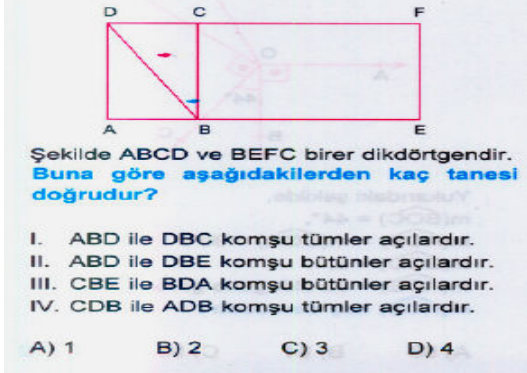 D C F
A B E
Şekilde ABCD ve BEFC birer dikdörtgendir.
Buna göre aşağıdakilerden kaç tanesi
doğrudur?
I. ABD ile DBC komşu tümler açılardır.
II. ABD ile DBE komşu bütünler açılardır.
III. CBE ile BDA komşu bütünler açılardır.
IV. CDB ile ADB komşu tümler açılardır.
A) 1 B) 2 C) 3 D) 4